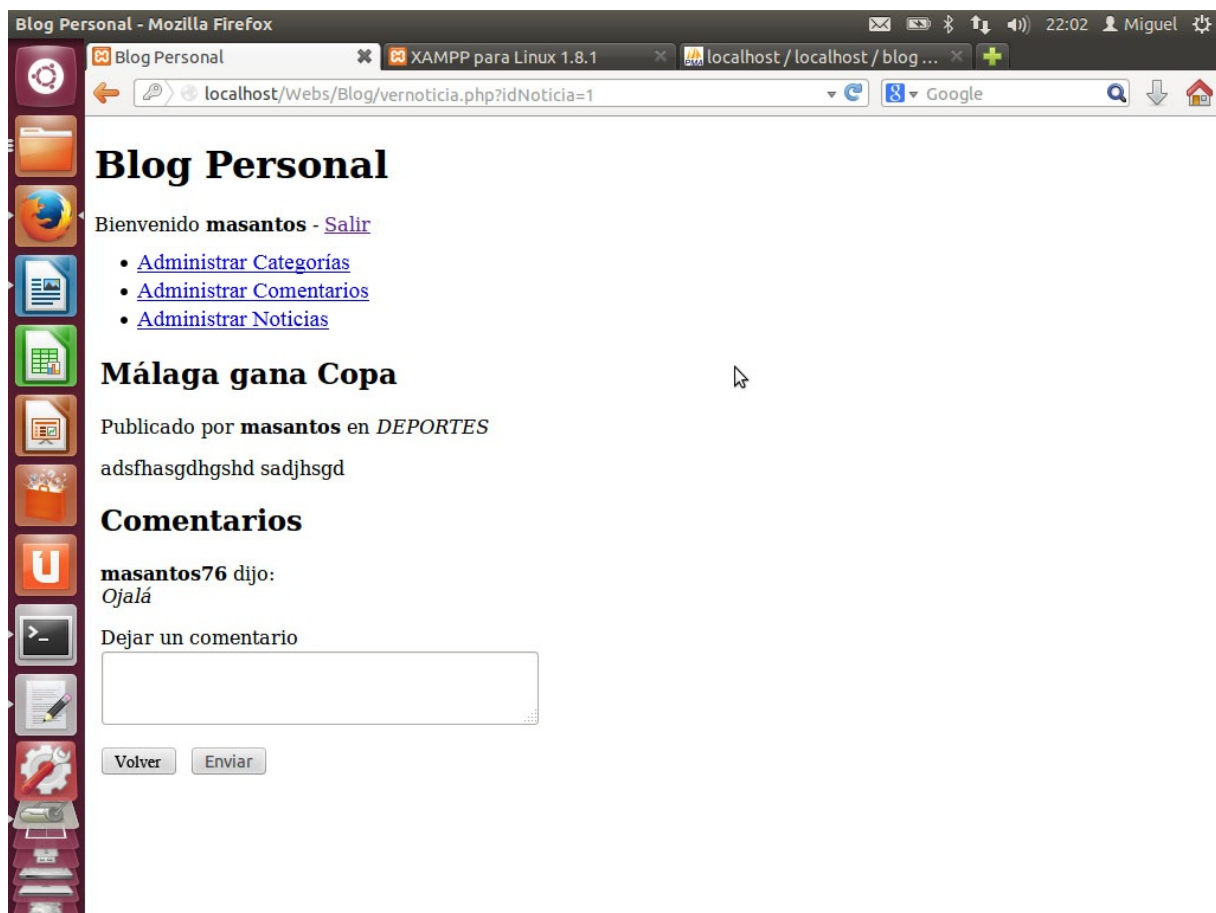 Blog Personal - Mozilla Firefox
22:02 Miguel
Blog Personal
XAMPP para Linux 1.8.1
localhost / localhost / blog ...
localhost/Webs/Blog/vernoticia.php?idNoticia=1
Google
Blog Personal
Bienvenido masantos - Salir
• Administrar Categorías
• Administrar Comentarios
• Administrar Noticias
Málaga gana Copa
Publicado por masantos en DEPORTES
adsfhasgdhgshd sadjhsgd
Comentarios
masantos76 dijo:
Ojalá
Dejar un comentario
Volver
Enviar